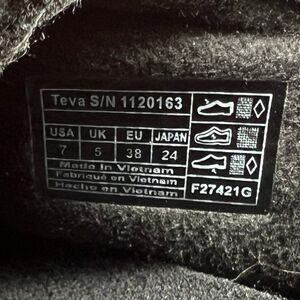 Teva S/N 1120163
USA UK EU JAPAN
7 5 38 24
Made in Vietnam
Fabriqué en Vietnam
Hecho en Vietnam
F27421G